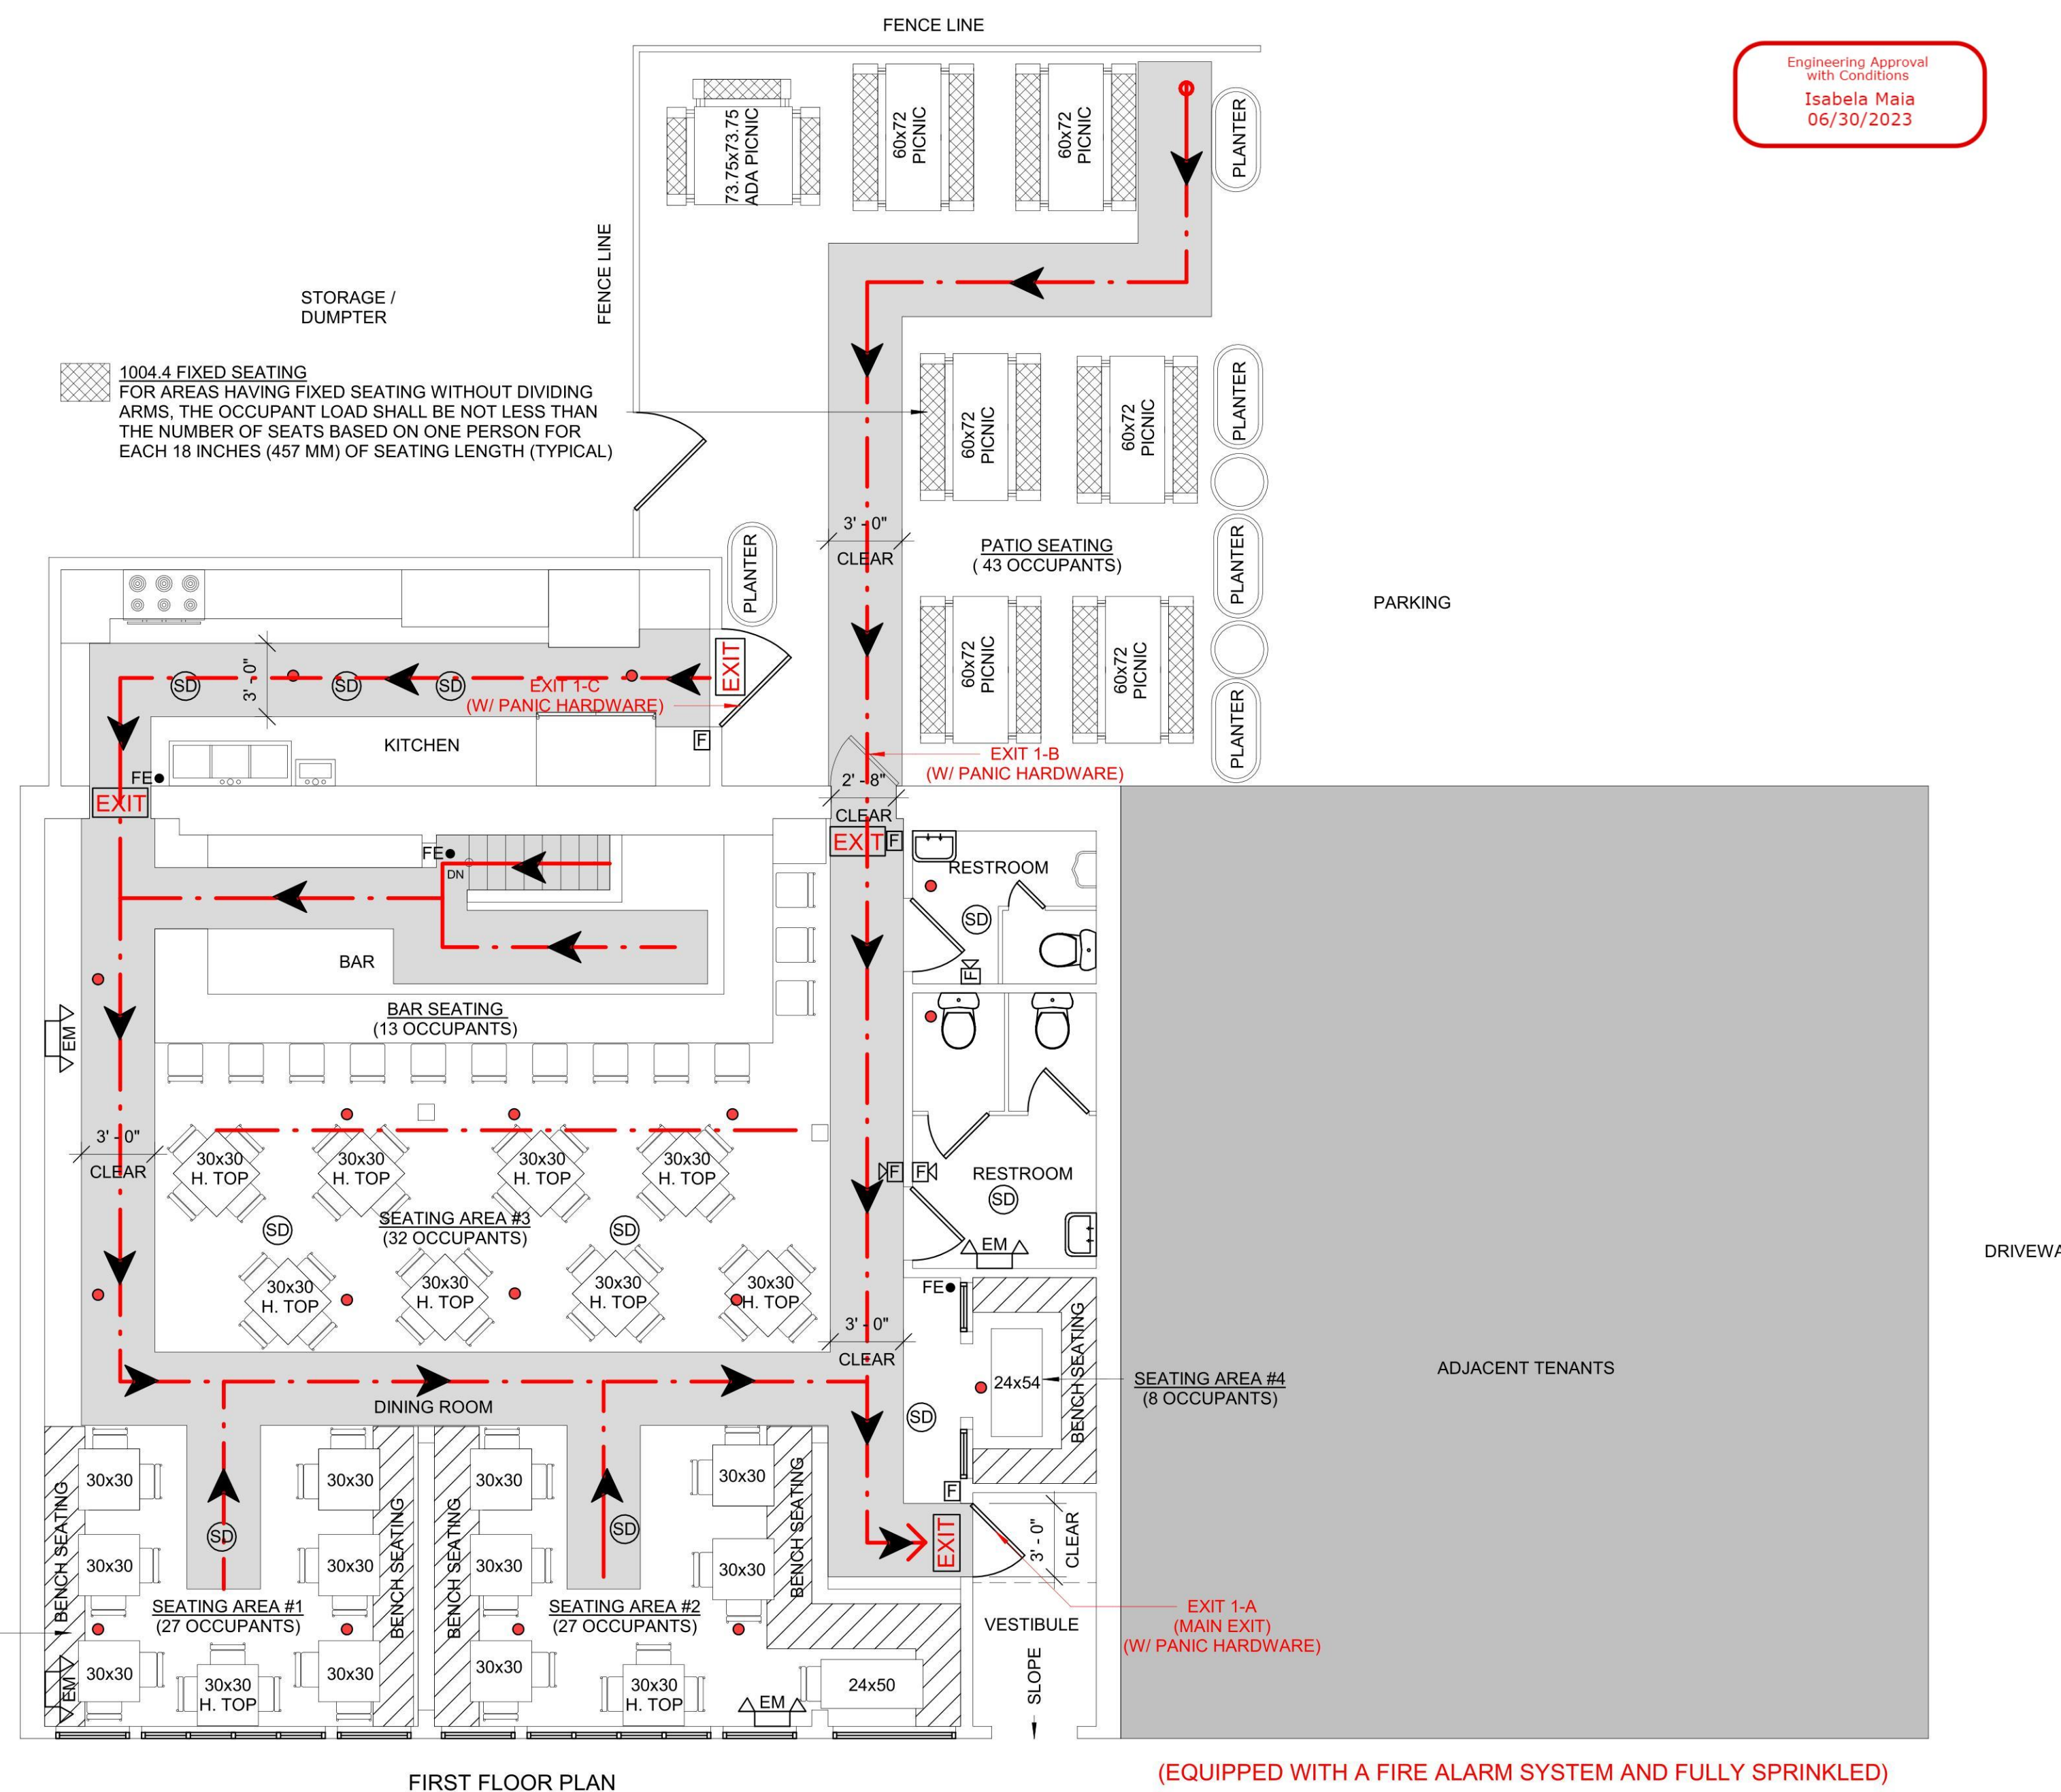 FENCE LINE
Engineering Approval
with Conditions
Isabela Maia
06/30/2023
73.75x73.75
ADA PICNIC
60x72
PICNIC
60x72
PICNIC
PLANTER
FENCE LINE
STORAGE /
DUMPTER
1004.4 FIXED SEATING
FOR AREAS HAVING FIXED SEATING WITHOUT DIVIDING
ARMS, THE OCCUPANT LOAD SHALL BE NOT LESS THAN
THE NUMBER OF SEATS BASED ON ONE PERSON FOR
EACH 18 INCHES (457 MM) OF SEATING LENGTH (TYPICAL)
60x72
PICNIC
60x72
PICNIC
PLANTER
3' - 0"
CLEAR
PATIO SEATING
( 43 OCCUPANTS)
PLANTER
PLANTER
PARKING
60x72
PICNIC
60x72
PICNIC
PLANTER
EXIT
SD
3' - 0"
SD
SD
EXIT 1-C
(W/ PANIC HARDWARE)
F
KITCHEN
FE
EXIT
EXIT 1-B
(W/ PANIC HARDWARE)
2' - 8"
CLEAR
EXIT
F
FE
DN
RESTROOM
SD
F
BAR
BAR SEATING
(13 OCCUPANTS)
EM
3' - 0"
CLEAR
30x30
H. TOP
30x30
H. TOP
30x30
H. TOP
30x30
H. TOP
F
F
RESTROOM
SD
SD
SEATING AREA #3
(32 OCCUPANTS)
SD
EM
DRIVEWA
30x30
H. TOP
30x30
H. TOP
30x30
H. TOP
30x30
H. TOP
FE
3' - 0"
CLEAR
24x54
BENCH SEATING
SEATING AREA #4
(8 OCCUPANTS)
ADJACENT TENANTS
DINING ROOM
SD
30x30
30x30
30x30
30x30
F
BENCH SEATING
BENCH SEATING
BENCH SEATING
BENCH SEATING
SD
SD
EXIT
3' - 0"
CLEAR
30x30
30x30
30x30
30x30
SEATING AREA #1
(27 OCCUPANTS)
SEATING AREA #2
(27 OCCUPANTS)
VESTIBULE
EXIT 1-A
(MAIN EXIT)
(W/ PANIC HARDWARE)
30x30
30x30
H. TOP
30x30
30x30
30x30
H. TOP
24x50
EM
EM
SLOPE
FIRST FLOOR PLAN
(EQUIPPED WITH A FIRE ALARM SYSTEM AND FULLY SPRINKLED)